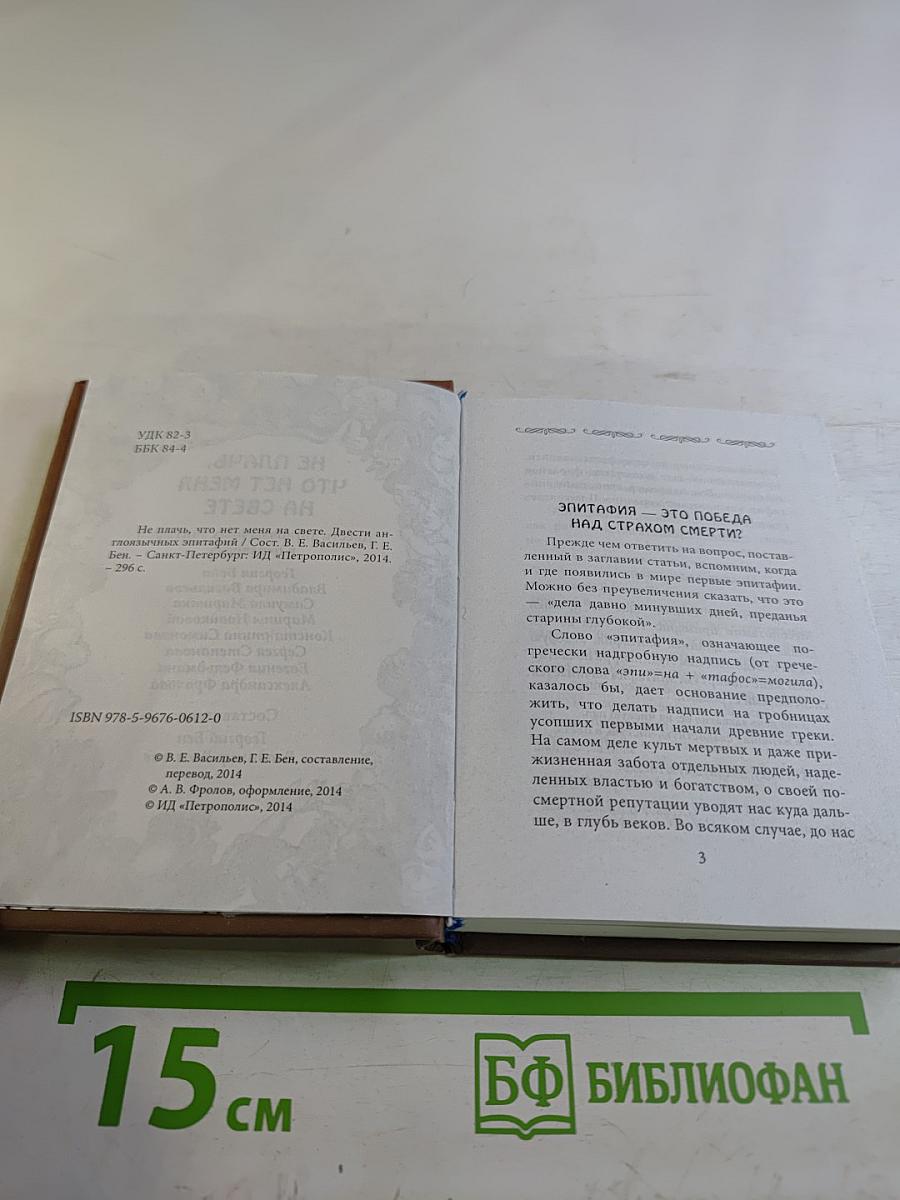 УДК 82-3
ББК 84-4
НЕ ПЛАЧЬ,
ЧТО НЕТ МЕНЯ
НА СВЕТЕ
Не плачь, что нет меня на свете. Двести ан-
глоязычных эпитафий / Сост. В. Е. Васильев, Г. Е.
Бен. – Санкт-Петербург: ИД «Петрополис», 2014.
– 296 с.
ISBN 978-5-9676-0612-0
© В. Е. Васильев, Г. Е. Бен, составление,
перевод, 2014
© А. В. Фролов, оформление, 2014
© ИД «Петрополис», 2014
ЭПИТАФИЯ — ЭТО ПОБЕДА
НАД СТРАХОМ СМЕРТИ?
Прежде чем ответить на вопрос, постав-
ленный в заглавии статьи, вспомним, когда
и где появились в мире первые эпитафии.
Можно без преувеличения сказать, что это
— «дела давно минувших дней, преданья
старины глубокой».
Слово «эпитафия», означающее по-
гречески надгробную надпись (от грече-
ского слова «эпи»=на + «тафос»=могила),
казалось бы, дает основание предполо-
жить, что делать надписи на гробницах
усопших первыми начали древние греки.
На самом деле культ мертвых и даже при-
жизненная забота отдельных людей, наде-
ленных властью и богатством, о своей по-
смертной репутации уводят нас куда даль-
ше, в глубь веков. Во всяком случае, до нас
3
15 см
БФ БИБЛИОФАН